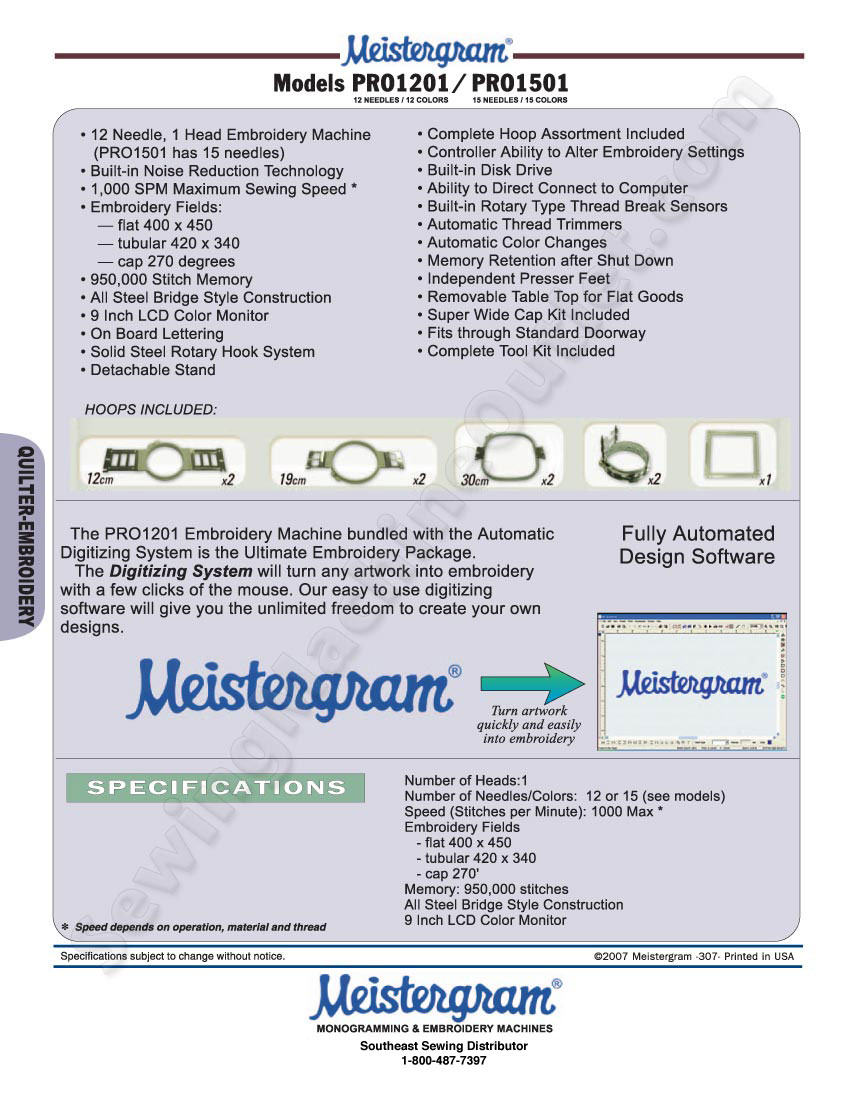 Meistergram®
Models PRO1201 / PRO1501
12 NEEDLES / 12 COLORS 15 NEEDLES / 15 COLORS
• 12 Needle, 1 Head Embroidery Machine
(PRO1501 has 15 needles)
• Built-in Noise Reduction Technology
• 1,000 SPM Maximum Sewing Speed *
• Embroidery Fields:
— flat 400 x 450
— tubular 420 x 340
— cap 270 degrees
• 950,000 Stitch Memory
• All Steel Bridge Style Construction
• 9 Inch LCD Color Monitor
• On Board Lettering
• Solid Steel Rotary Hook System
• Detachable Stand
• Complete Hoop Assortment Included
• Controller Ability to Alter Embroidery Settings
• Built-in Disk Drive
• Ability to Direct Connect to Computer
• Built-in Rotary Type Thread Break Sensors
• Automatic Thread Trimmers
• Automatic Color Changes
• Memory Retention after Shut Down
• Independent Presser Feet
• Removable Table Top for Flat Goods
• Super Wide Cap Kit Included
• Fits through Standard Doorway
• Complete Tool Kit Included
HOOPS INCLUDED:
12cm x2
19cm x2
30cm x2
x2
x1
QUILTER-EMBROIDERY
The PRO1201 Embroidery Machine bundled with the Automatic
Digitizing System is the Ultimate Embroidery Package.
The Digitizing System will turn any artwork into embroidery
with a few clicks of the mouse. Our easy to use digitizing
software will give you the unlimited freedom to create your own
designs.
Fully Automated
Design Software
Meistergram®
Turn artwork
quickly and easily
into embroidery
Meistergram®
SPECIFICATIONS
Number of Heads:1
Number of Needles/Colors: 12 or 15 (see models)
Speed (Stitches per Minute): 1000 Max *
Embroidery Fields
- flat 400 x 450
- tubular 420 x 340
- cap 270'
Memory: 950,000 stitches
All Steel Bridge Style Construction
9 Inch LCD Color Monitor
* Speed depends on operation, material and thread
Specifications subject to change without notice.
©2007 Meistergram -307- Printed in USA
Meistergram®
MONOGRAMMING & EMBROIDERY MACHINES
Southeast Sewing Distributor
1-800-487-7397
SewingMachineOutlet.com